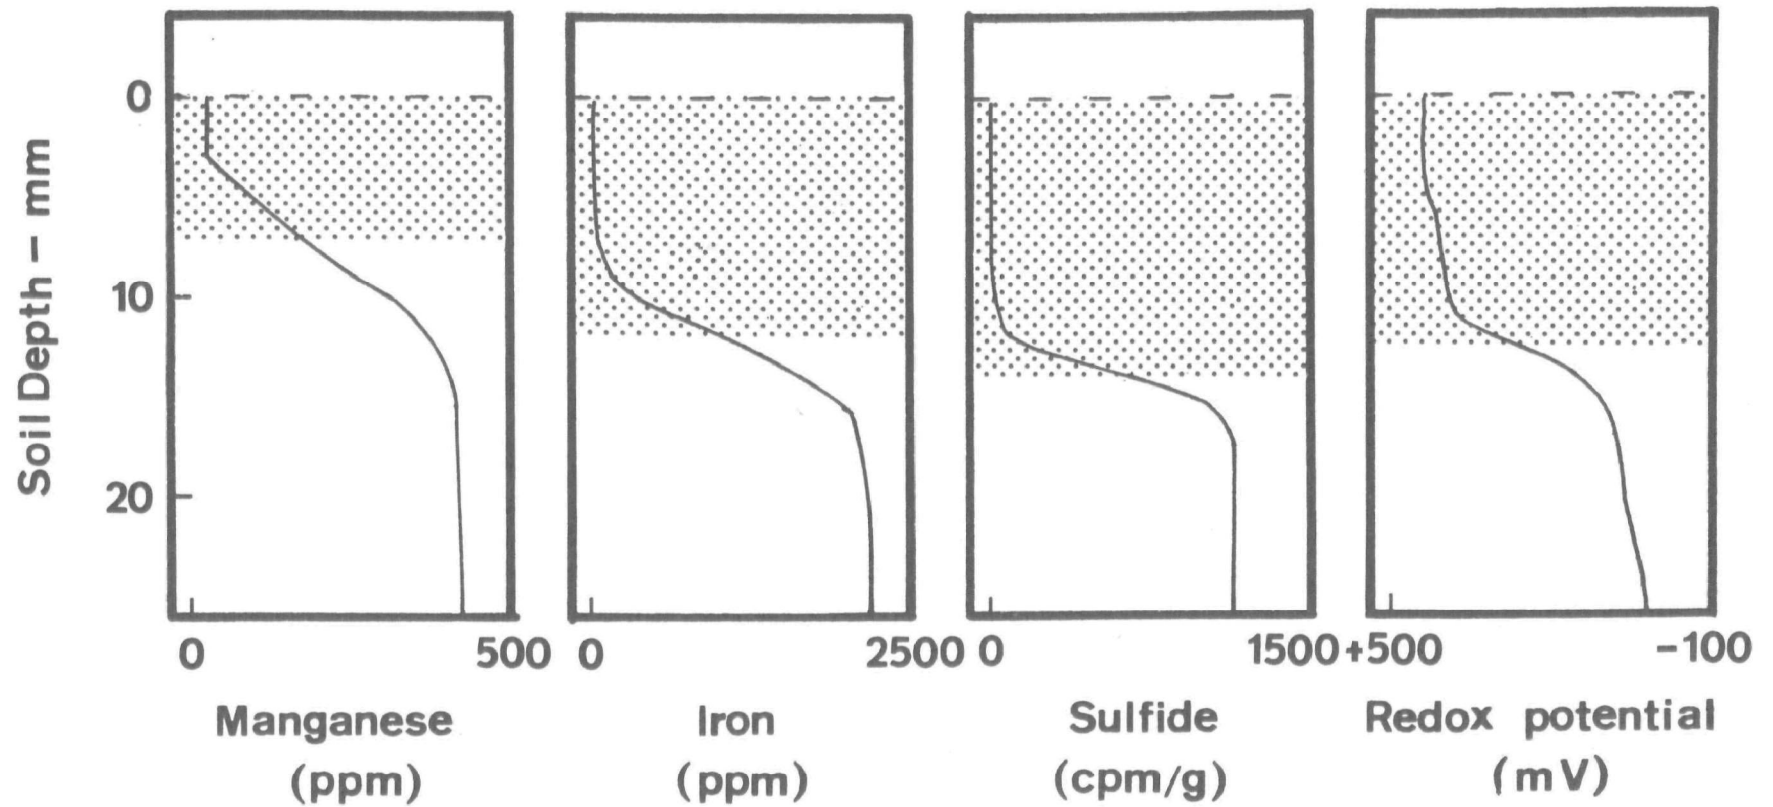 Soil Depth – mm
0
10
20
0 500
0 2500
0 1500
+500 -100
Manganese
(ppm)
Iron
(ppm)
Sulfide
(cpm/g)
Redox potential
(mV)